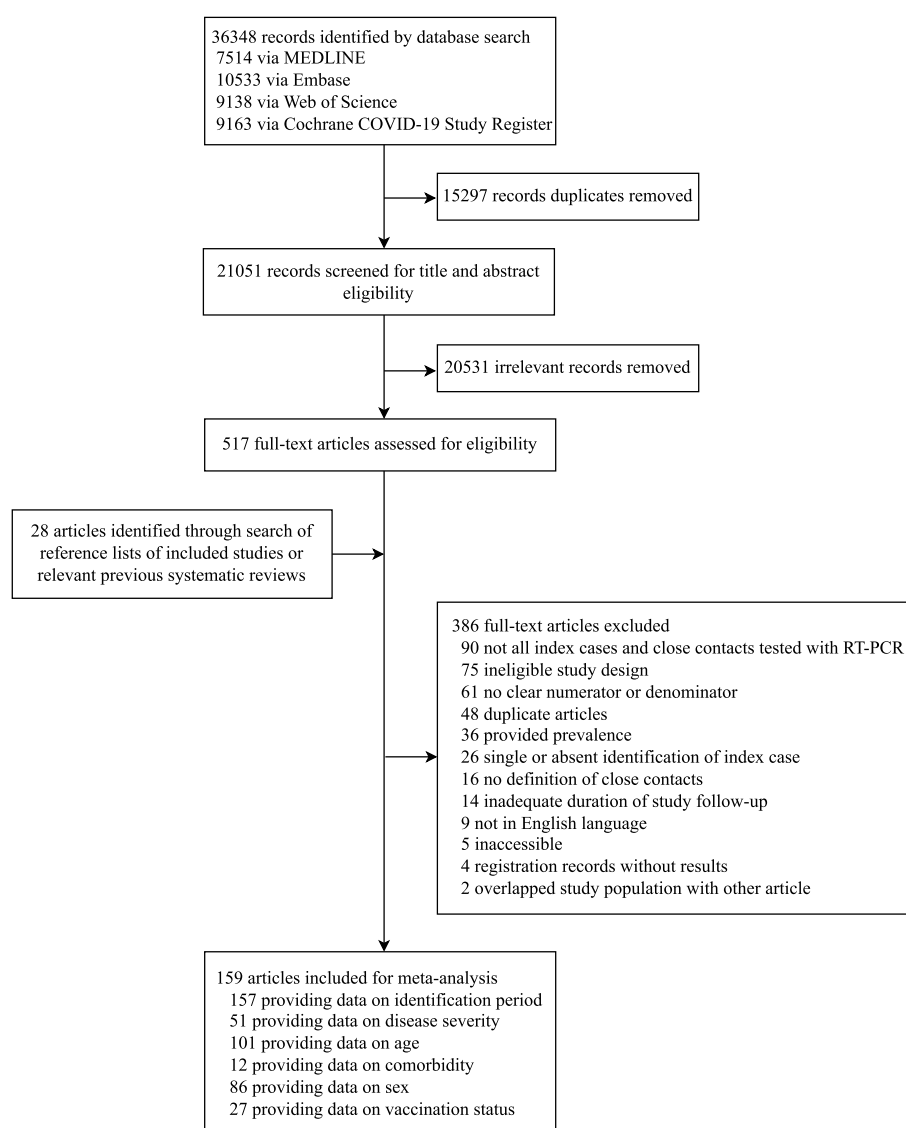 36348 records identified by database search
7514 via MEDLINE
10533 via Embase
9138 via Web of Science
9163 via Cochrane COVID-19 Study Register
15297 records duplicates removed
21051 records screened for title and abstract
eligibility
20531 irrelevant records removed
517 full-text articles assessed for eligibility
28 articles identified through search of
reference lists of included studies or
relevant previous systematic reviews
386 full-text articles excluded
90 not all index cases and close contacts tested with RT-PCR
75 ineligible study design
61 no clear numerator or denominator
48 duplicate articles
36 provided prevalence
26 single or absent identification of index case
16 no definition of close contacts
14 inadequate duration of study follow-up
9 not in English language
5 inaccessible
4 registration records without results
2 overlapped study population with other article
159 articles included for meta-analysis
157 providing data on identification period
51 providing data on disease severity
101 providing data on age
12 providing data on comorbidity
86 providing data on sex
27 providing data on vaccination status